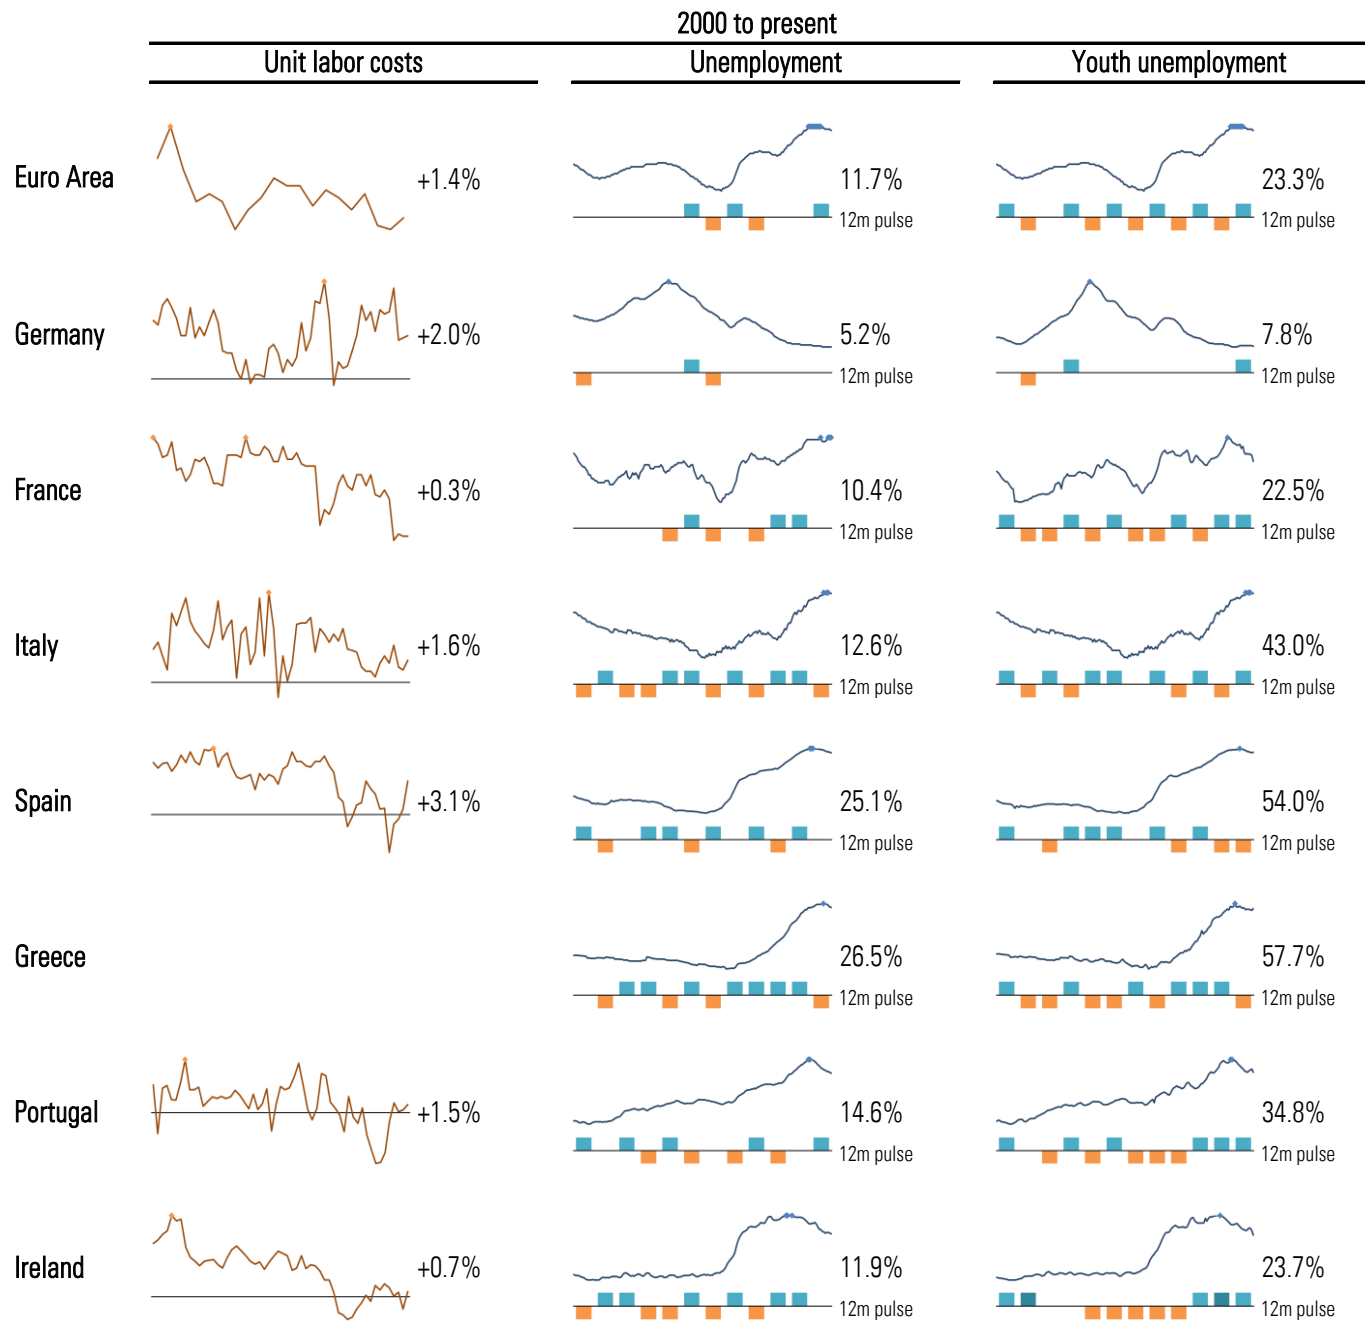 2000 to present
Unit labor costs Unemployment Youth unemployment
Euro Area +1.4% 11.7% 23.3%
12m pulse 12m pulse
Germany +2.0% 5.2% 7.8%
12m pulse 12m pulse
France +0.3% 10.4% 22.5%
12m pulse 12m pulse
Italy +1.6% 12.6% 43.0%
12m pulse 12m pulse
Spain +3.1% 25.1% 54.0%
12m pulse 12m pulse
Greece 26.5% 57.7%
12m pulse 12m pulse
Portugal +1.5% 14.6% 34.8%
12m pulse 12m pulse
Ireland +0.7% 11.9% 23.7%
12m pulse 12m pulse